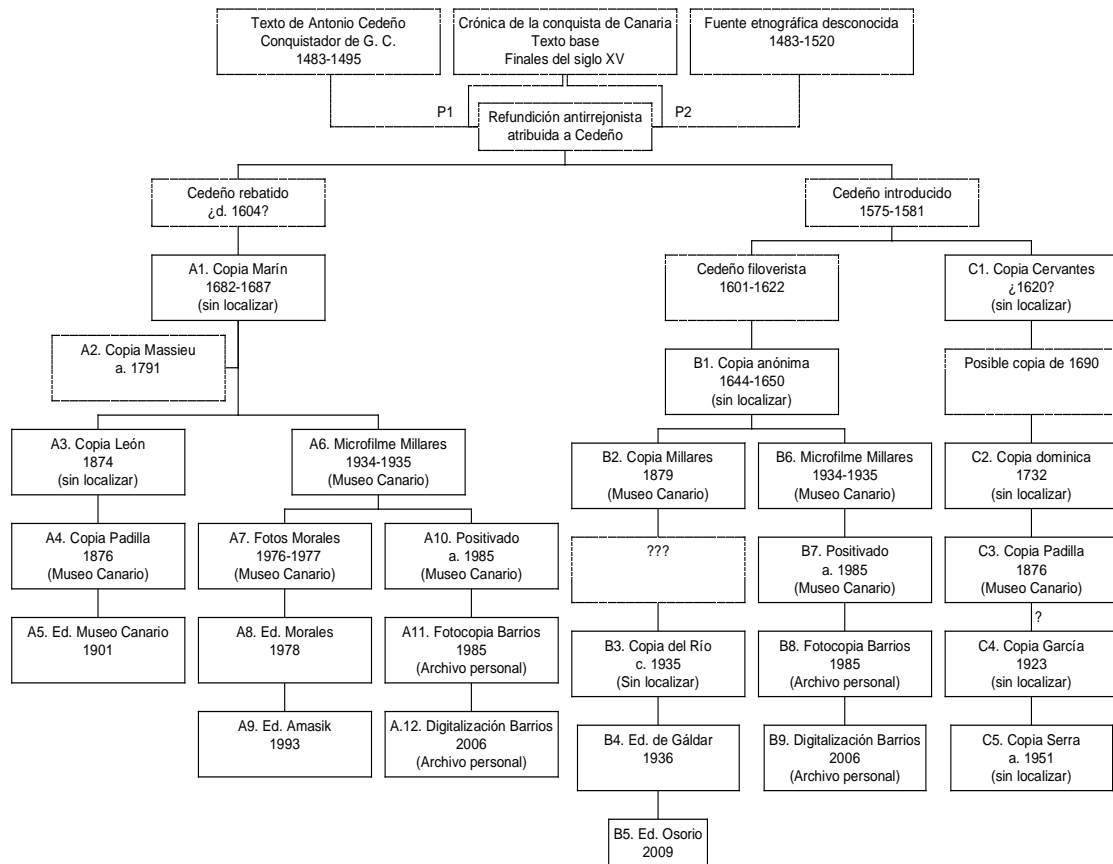 Texto de Antonio Cedeño
Conquistador de G. C.
1483-1495
Crónica de la conquista de Canaria
Texto base
Finales del siglo XV
Fuente etnográfica desconocida
1483-1520
P1
P2
Refundición antirrejonista
atribuida a Cedeño
Cedeño rebatido
¿d. 1604?
Cedeño introducido
1575-1581
A1. Copia Marín
1682-1687
(sin localizar)
Cedeño filoverista
1601-1622
C1. Copia Cervantes
¿1620?
(sin localizar)
A2. Copia Massieu
a. 1791
B1. Copia anónima
1644-1650
(sin localizar)
Posible copia de 1690
A3. Copia León
1874
(sin localizar)
A6. Microfilme Millares
1934-1935
(Museo Canario)
B2. Copia Millares
1879
(Museo Canario)
B6. Microfilme Millares
1934-1935
(Museo Canario)
C2. Copia dominica
1732
(sin localizar)
A4. Copia Padilla
1876
(Museo Canario)
A7. Fotos Morales
1976-1977
(Museo Canario)
A10. Positivado
a. 1985
(Museo Canario)
???
B7. Positivado
a. 1985
(Museo Canario)
C3. Copia Padilla
1876
(Museo Canario)
?
A5. Ed. Museo Canario
1901
A8. Ed. Morales
1978
A11. Fotocopia Barrios
1985
(Archivo personal)
B3. Copia del Río
c. 1935
(Sin localizar)
B8. Fotocopia Barrios
1985
(Archivo personal)
C4. Copia García
1923
(sin localizar)
A9. Ed. Amasik
1993
A.12. Digitalización Barrios
2006
(Archivo personal)
B4. Ed. de Gáldar
1936
B9. Digitalización Barrios
2006
(Archivo personal)
C5. Copia Serra
a. 1951
(sin localizar)
B5. Ed. Osorio
2009